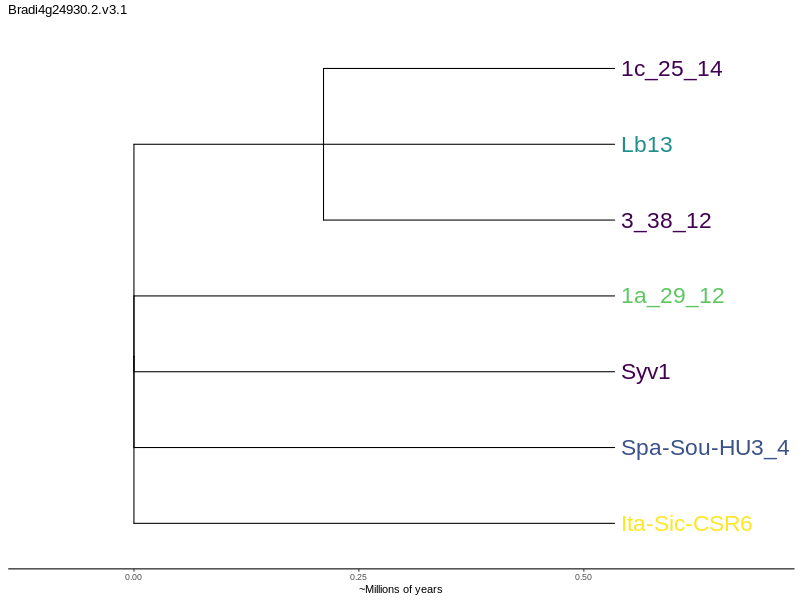 Bradi4g24930.2.v3.1
1c_25_14
Lb13
3_38_12
1a_29_12
Syv1
Spa-Sou-HU3_4
Ita-Sic-CSR6
0.00 0.25 0.50
~Millions of years